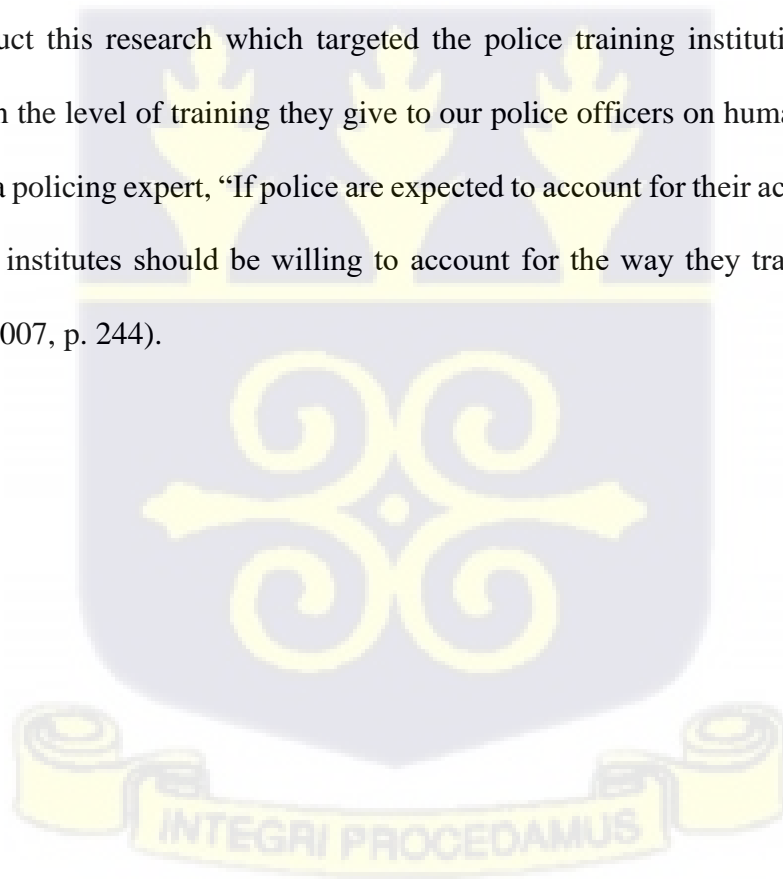 uct this research which targeted the police training instituti
n the level of training they give to our police officers on huma
a policing expert, “If police are expected to account for their ac
institutes should be willing to account for the way they tra
007, p. 244).
INTEGRI PROCEDAMUS